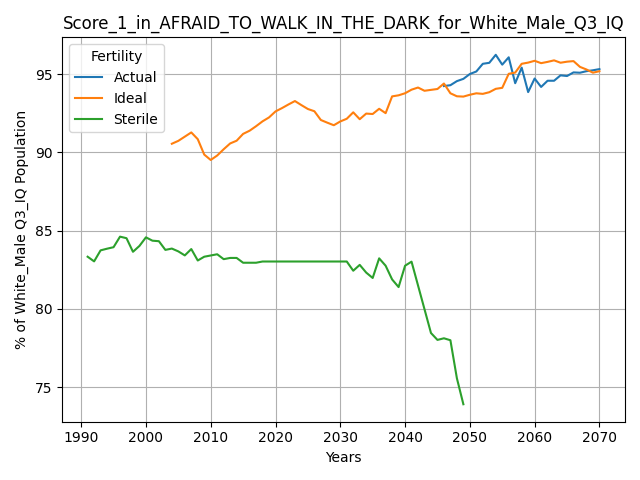 Score_1_in_AFRAID_TO_WALK_IN_THE_DARK_for_White_Male_Q3_IQ
Fertility
Actual
Ideal
Sterile
% of White_Male Q3_IQ Population
95
90
85
80
75
1990 2000 2010 2020 2030 2040 2050 2060 2070
Years